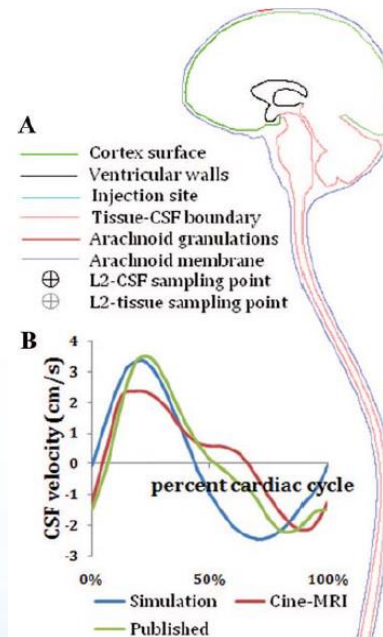 A
Cortex surface
Ventricular walls
Injection site
Tissue-CSF boundary
Arachnoid granulations
Arachnoid membrane
L2-CSF sampling point
L2-tissue sampling point
B
CSF velocity (cm/s)
4
3
2
1
0
-1
-2
-3
percent cardiac cycle
0% 50% 100%
Simulation Cine-MRI
Published